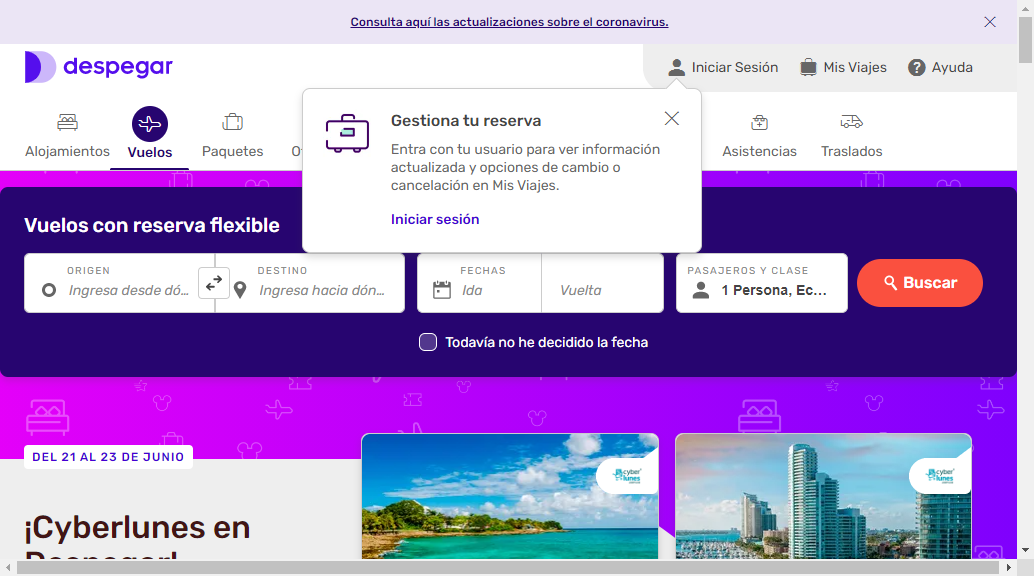 Consulta aquí las actualizaciones sobre el coronavirus.
despegar
Iniciar Sesión
Mis Viajes
Ayuda
Alojamientos
Vuelos
Paquetes
Asistencias
Traslados
Gestiona tu reserva
Entra con tu usuario para ver información
actualizada y opciones de cambio o
cancelación en Mis Viajes.
Iniciar sesión
Vuelos con reserva flexible
ORIGEN
Ingresa desde dó...
DESTINO
Ingresa hacia dón...
FECHAS
Ida
Vuelta
PASAJEROS Y CLASE
1 Persona, Ec...
Buscar
Todavía no he decidido la fecha
DEL 21 AL 23 DE JUNIO
cyber
lunes
cyber
lunes
¡Cyberlunes en
Despegar!